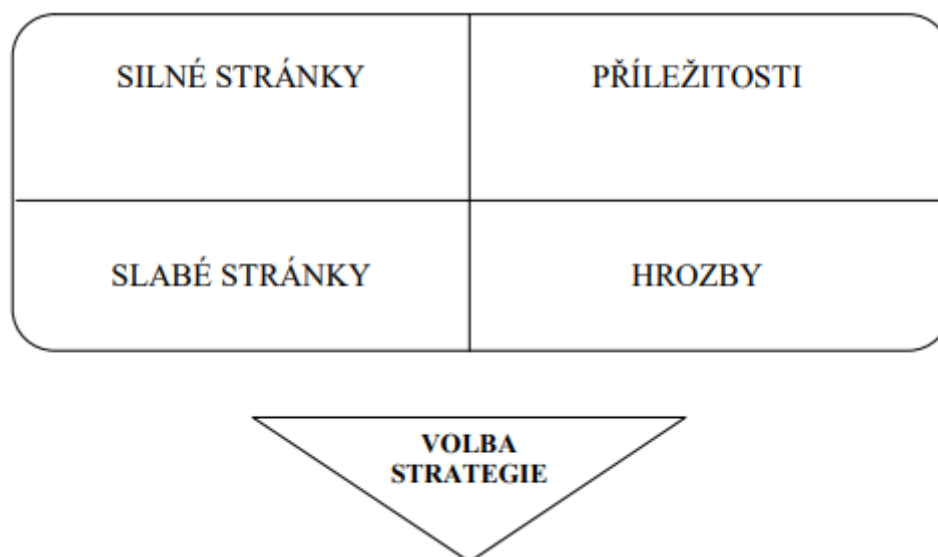 SILNÉ STRÁNKY
PŘÍLEŽITOSTI
SLABÉ STRÁNKY
HROZBY
VOLBA
STRATEGIE